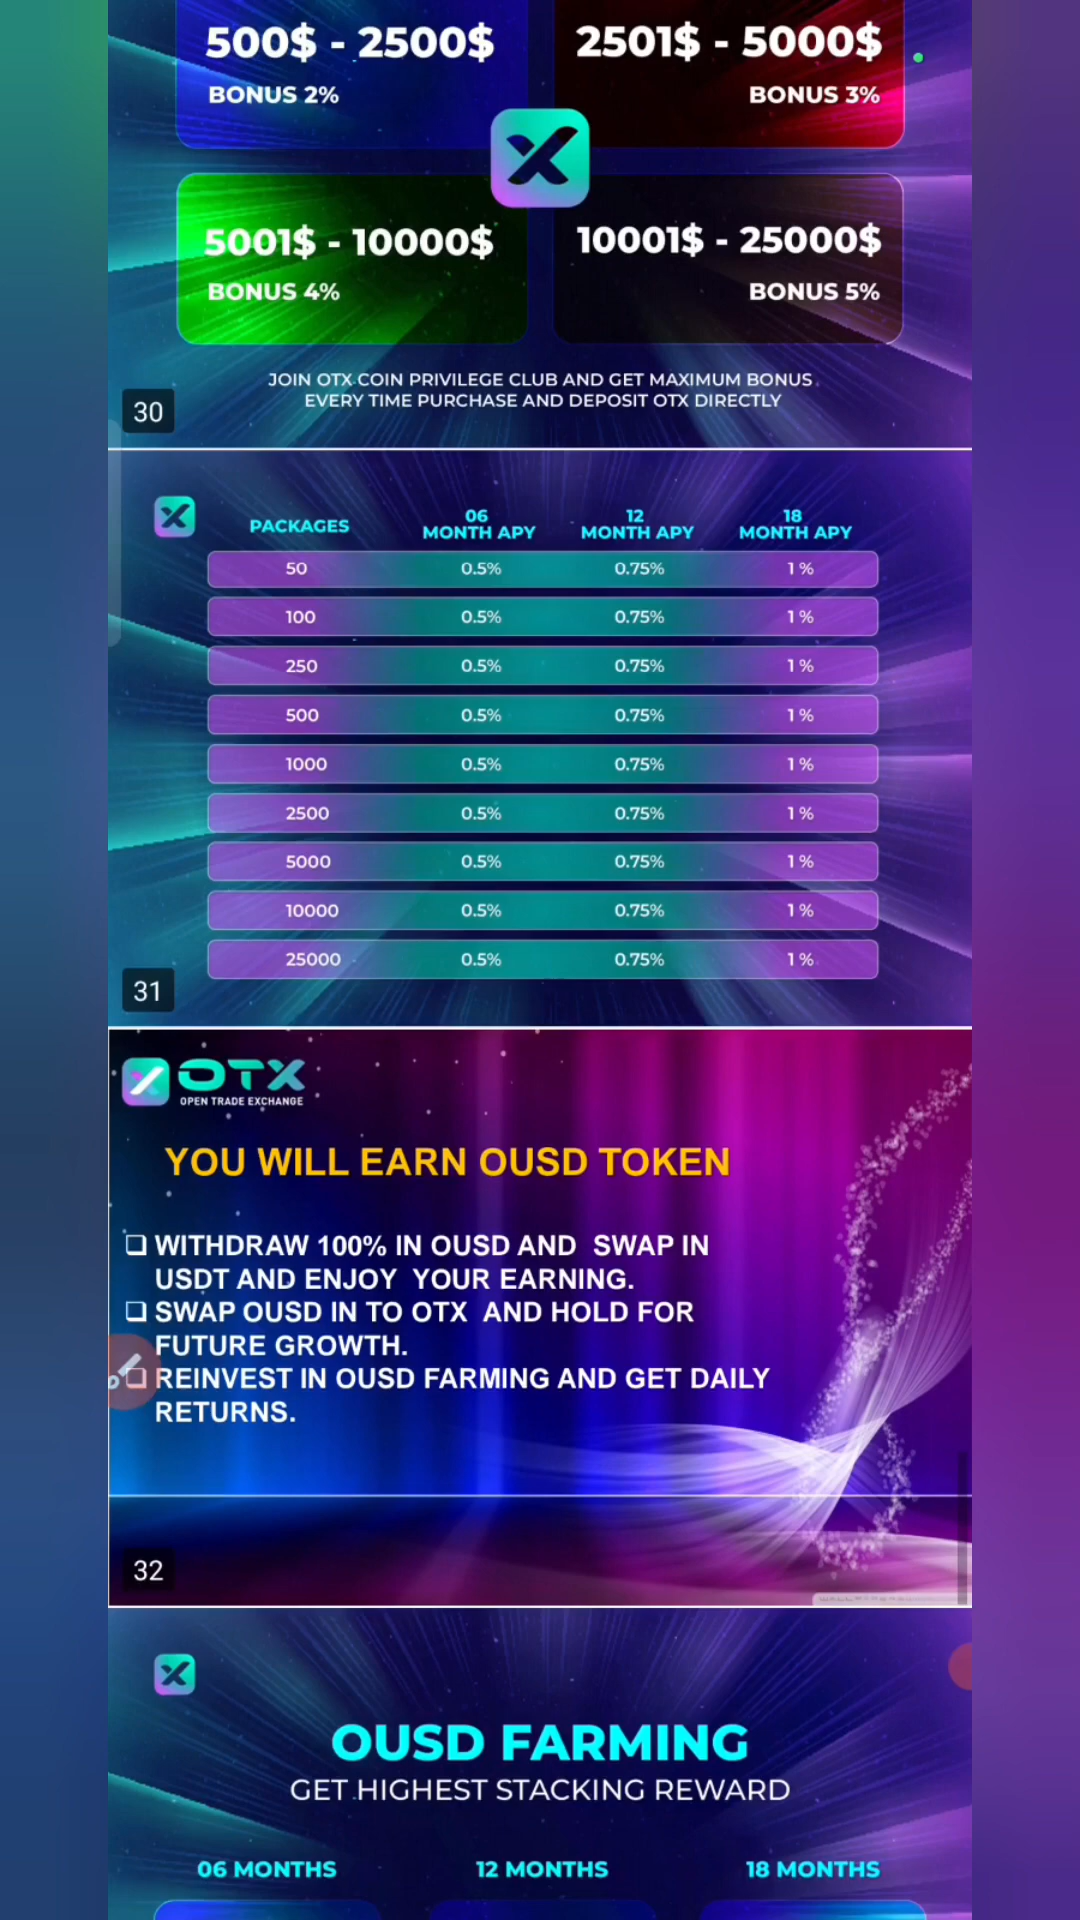 500$ - 2500$
BONUS 2%
2501$ - 5000$
BONUS 3%
5001$ - 10000$
BONUS 4%
10001$ - 25000$
BONUS 5%
JOIN OTX COIN PRIVILEGE CLUB AND GET MAXIMUM BONUS
EVERY TIME PURCHASE AND DEPOSIT OTX DIRECTLY
30
PACKAGES 06 MONTH APY 12 MONTH APY 18 MONTH APY
50 0.5% 0.75% 1 %
100 0.5% 0.75% 1 %
250 0.5% 0.75% 1 %
500 0.5% 0.75% 1 %
1000 0.5% 0.75% 1 %
2500 0.5% 0.75% 1 %
5000 0.5% 0.75% 1 %
10000 0.5% 0.75% 1 %
25000 0.5% 0.75% 1 %
31
OTX
OPEN TRADE EXCHANGE
YOU WILL EARN OUSD TOKEN
❑ WITHDRAW 100% IN OUSD AND SWAP IN
USDT AND ENJOY YOUR EARNING.
❑ SWAP OUSD IN TO OTX AND HOLD FOR
FUTURE GROWTH.
❑ REINVEST IN OUSD FARMING AND GET DAILY
RETURNS.
32
OUSD FARMING
GET HIGHEST STACKING REWARD
06 MONTHS 12 MONTHS 18 MONTHS